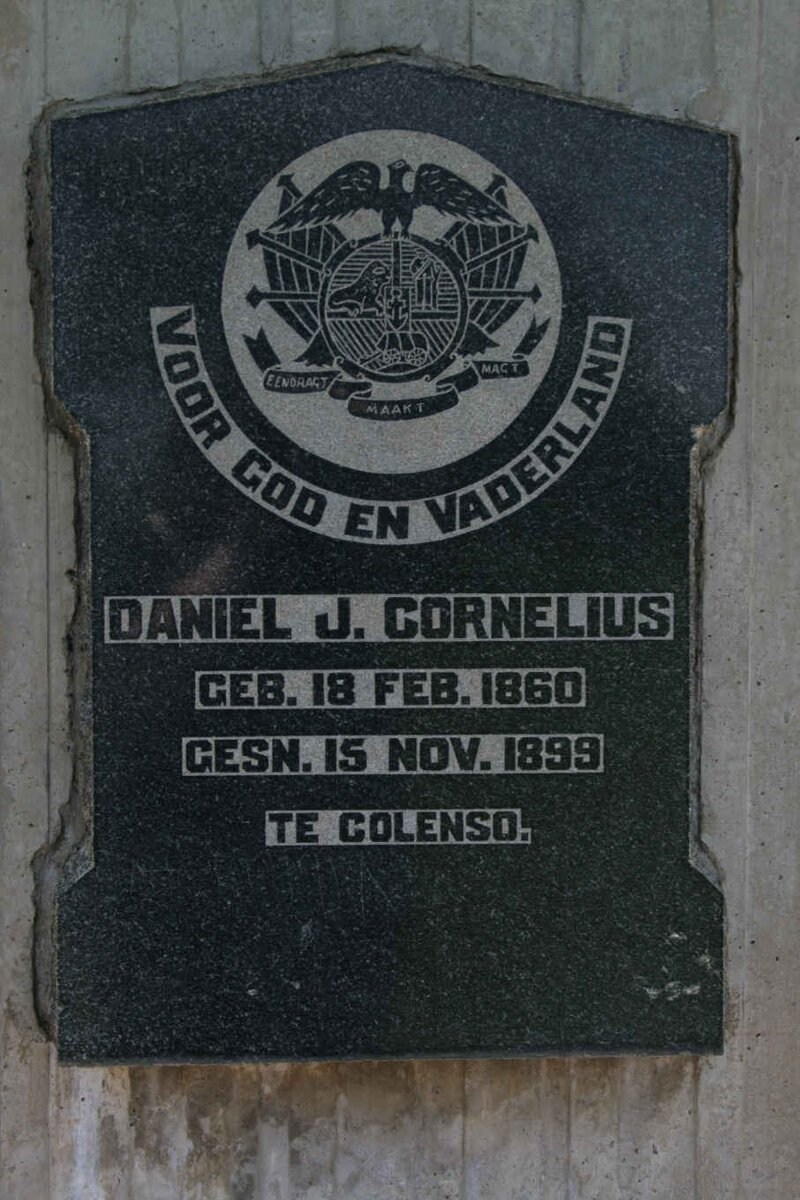 EENDRAGT MAAKT MAGT
VOOR GOD EN VADERLAND
DANIEL J. CORNELIUS
GEB. 18 FEB. 1860
GESN. 15 NOV. 1899
TE COLENSO.